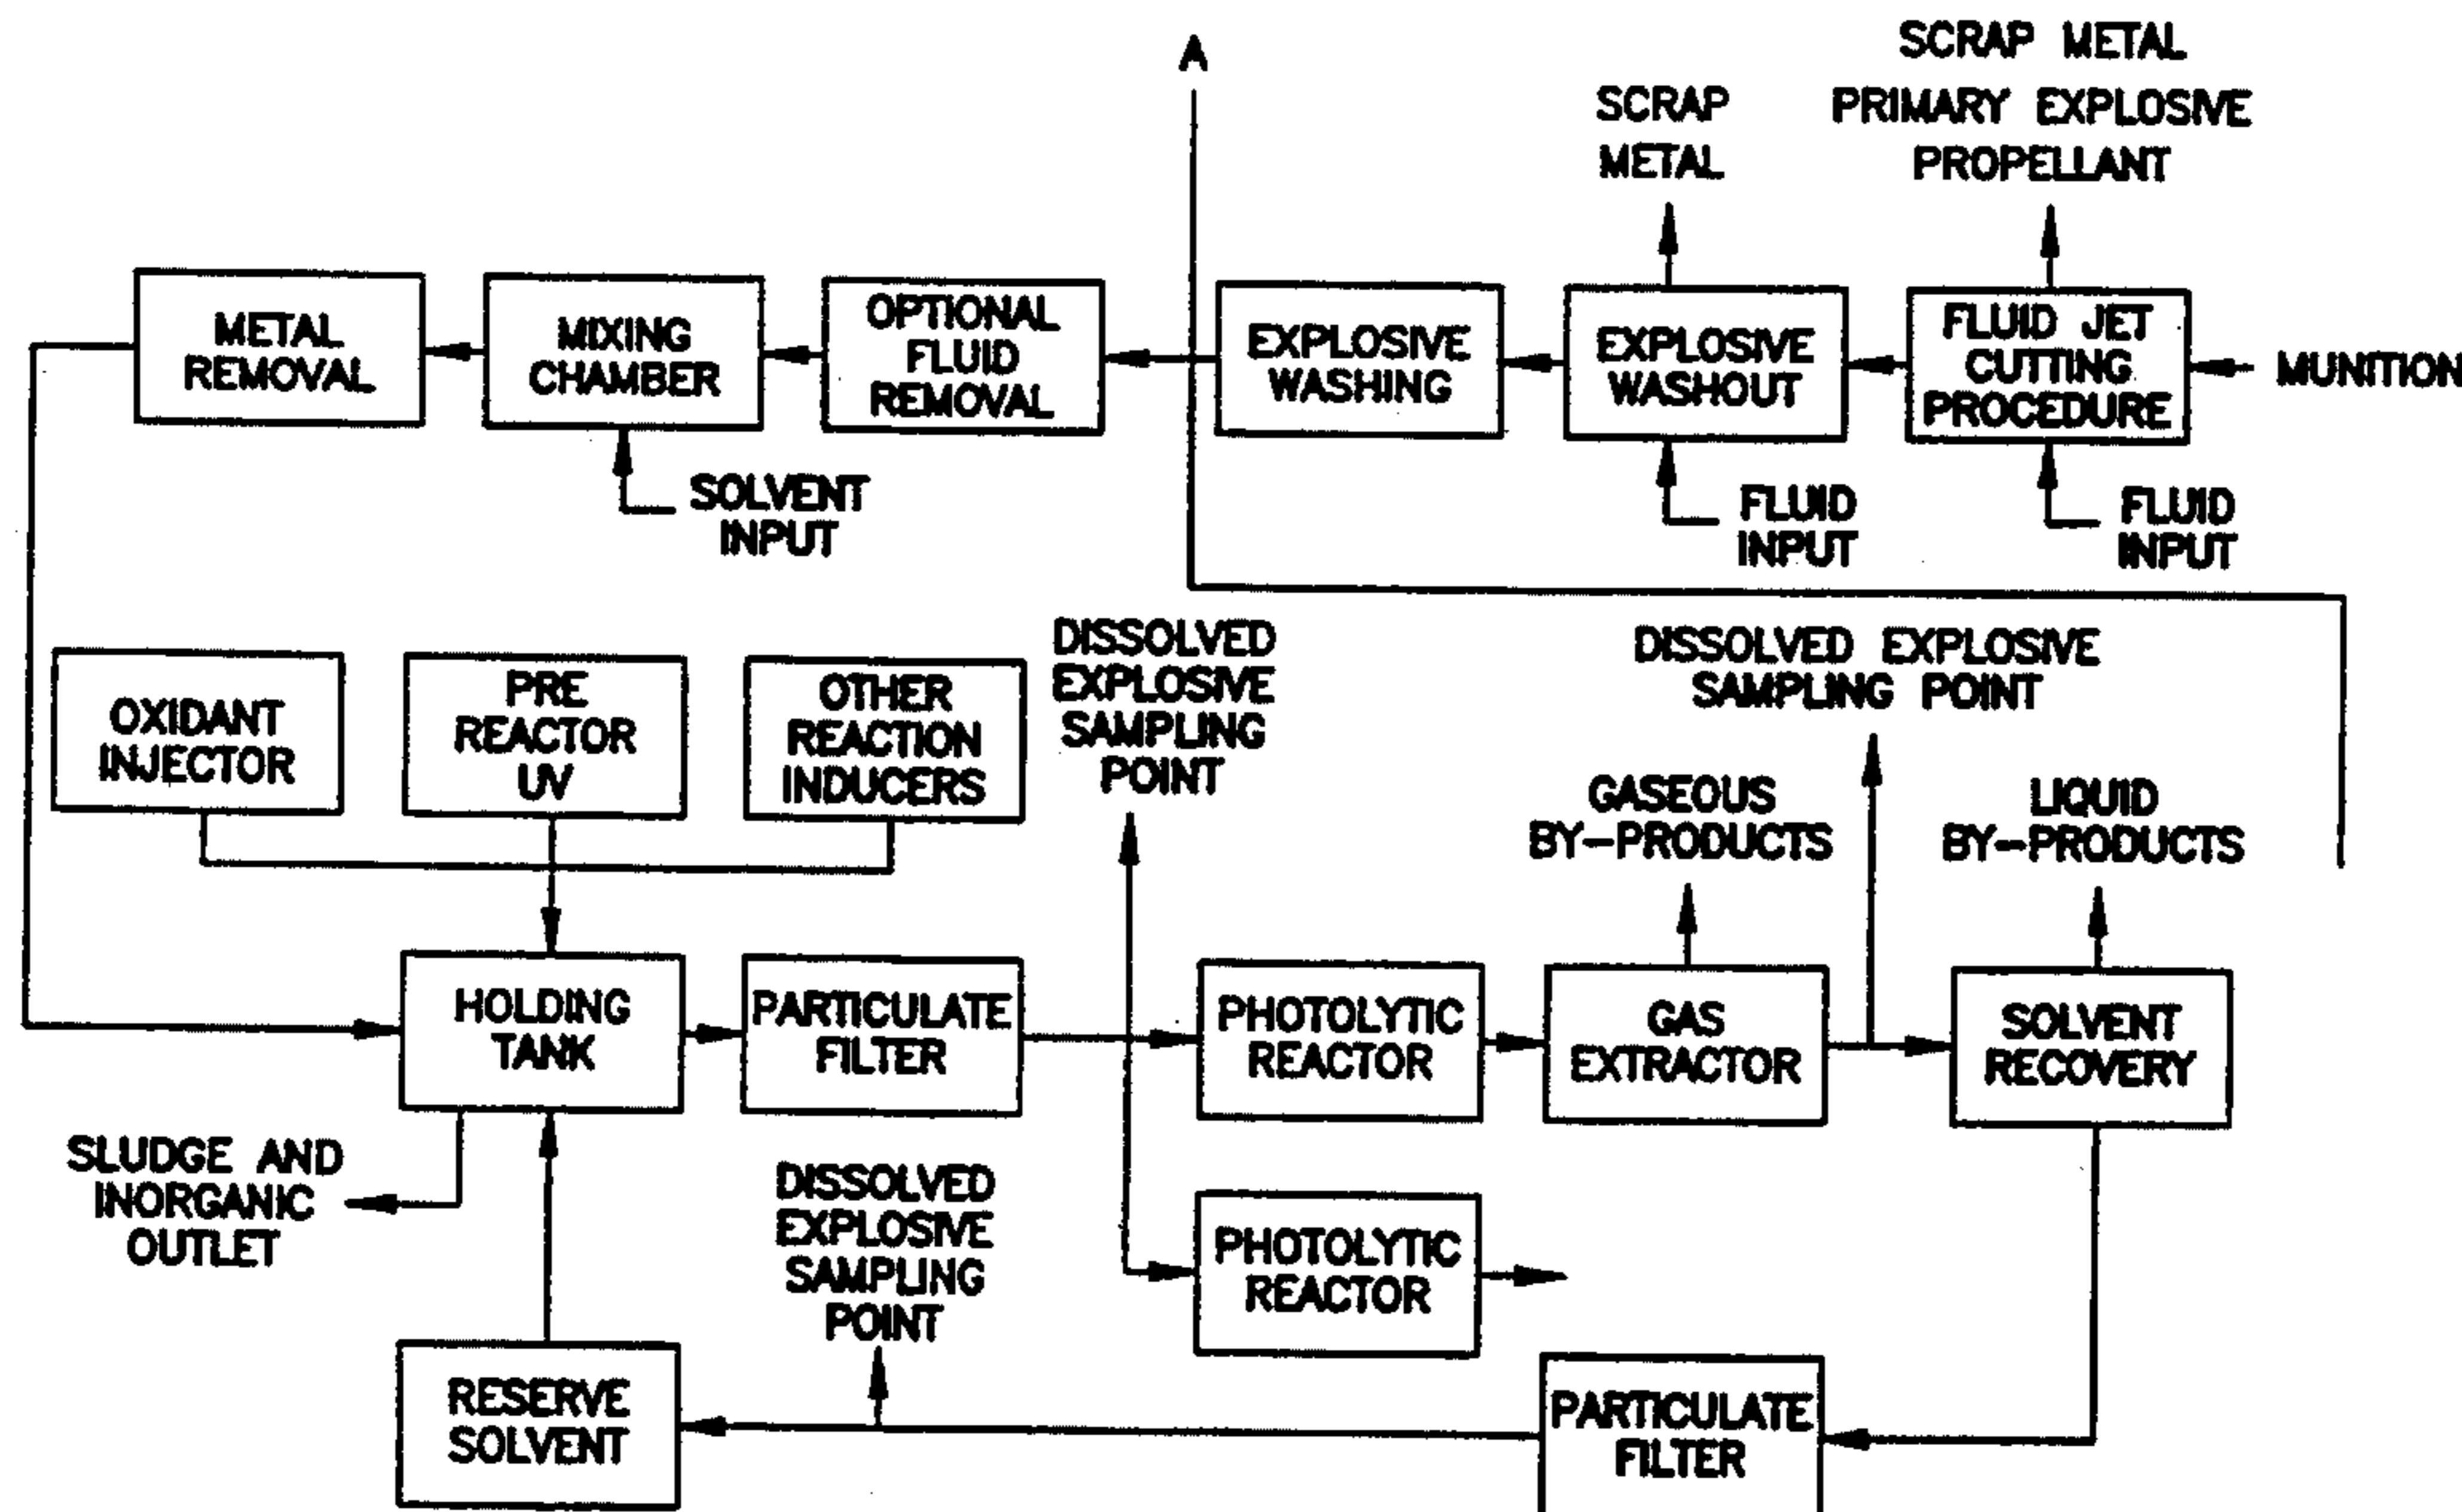 A
SCRAP METAL
PRIMARY EXPLOSIVE
PROPELLANT
SCRAP
METAL
METAL
REMOVAL
MIXING
CHAMBER
OPTIONAL
FLUID
REMOVAL
EXPLOSIVE
WASHING
EXPLOSIVE
WASHOUT
FLUID JET
CUTTING
PROCEDURE
MUNITION
SOLVENT
INPUT
FLUID
INPUT
FLUID
INPUT
OXIDANT
INJECTOR
PRE
REACTOR
UV
OTHER
REACTION
INDUCERS
DISSOLVED
EXPLOSIVE
SAMPLING
POINT
DISSOLVED EXPLOSIVE
SAMPLING POINT
GASEOUS
BY-PRODUCTS
LIQUID
BY-PRODUCTS
HOLDING
TANK
PARTICULATE
FILTER
PHOTOLYTIC
REACTOR
GAS
EXTRACTOR
SOLVENT
RECOVERY
SLUDGE AND
INORGANIC
OUTLET
DISSOLVED
EXPLOSIVE
SAMPLING
POINT
PHOTOLYTIC
REACTOR
RESERVE
SOLVENT
PARTICULATE
FILTER